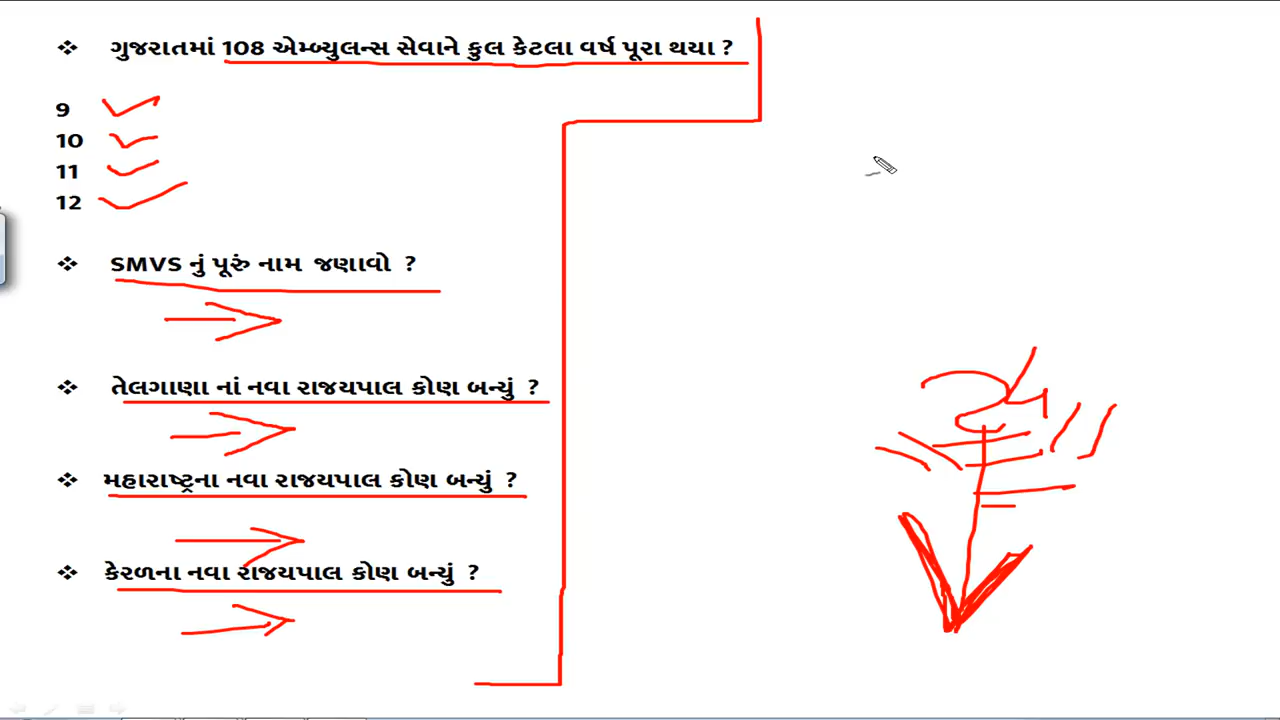 ❖ ગુજરાતમાં 108 એમ્બ્યુલન્સ સેવાને કુલ કેટલા વર્ષ પૂરા થયા ?
9
10
11
12
❖ SMVS નું પૂરું નામ જણાવો ?
❖ તેલગાણા નાં નવા રાજયપાલ કોણ બન્યું ?
❖ મહારાષ્ટ્રના નવા રાજયપાલ કોણ બન્યું ?
❖ કેરળના નવા રાજયપાલ કોણ બન્યું ?